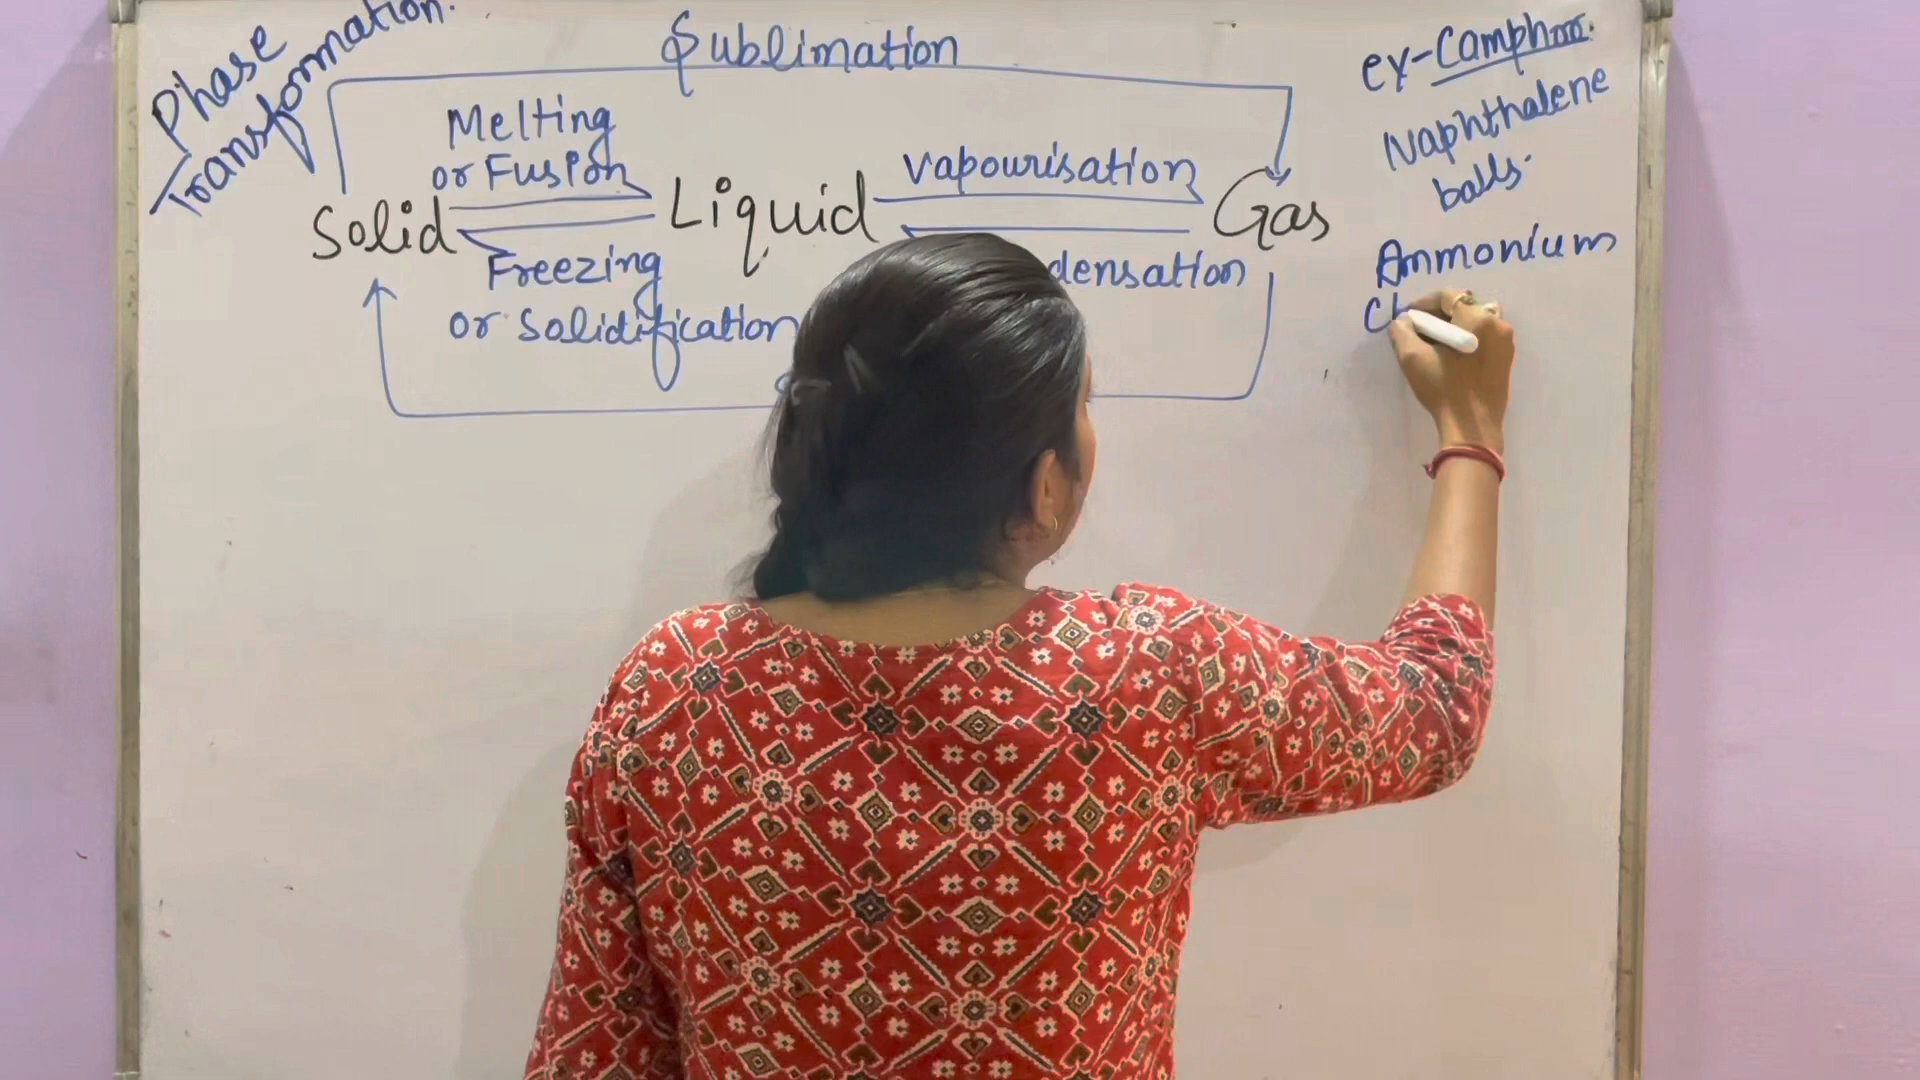 Phase
Transformation.
Sublimation
Melting
or Fusion
vapourisation
Solid Liquid Gas
Freezing
or Solidification
densation
ex-Camphor.
Naphthalene
balls.
Ammonium